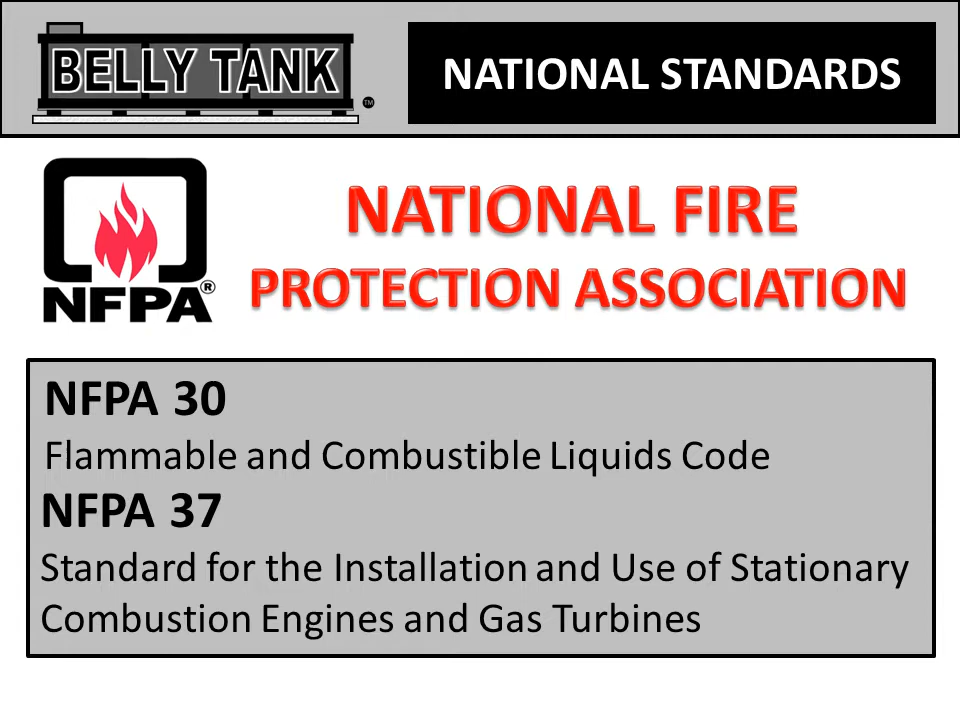 BELLY TANK ™
NATIONAL STANDARDS
NFPA®
NATIONAL FIRE
PROTECTION ASSOCIATION
NFPA 30
Flammable and Combustible Liquids Code
NFPA 37
Standard for the Installation and Use of Stationary
Combustion Engines and Gas Turbines